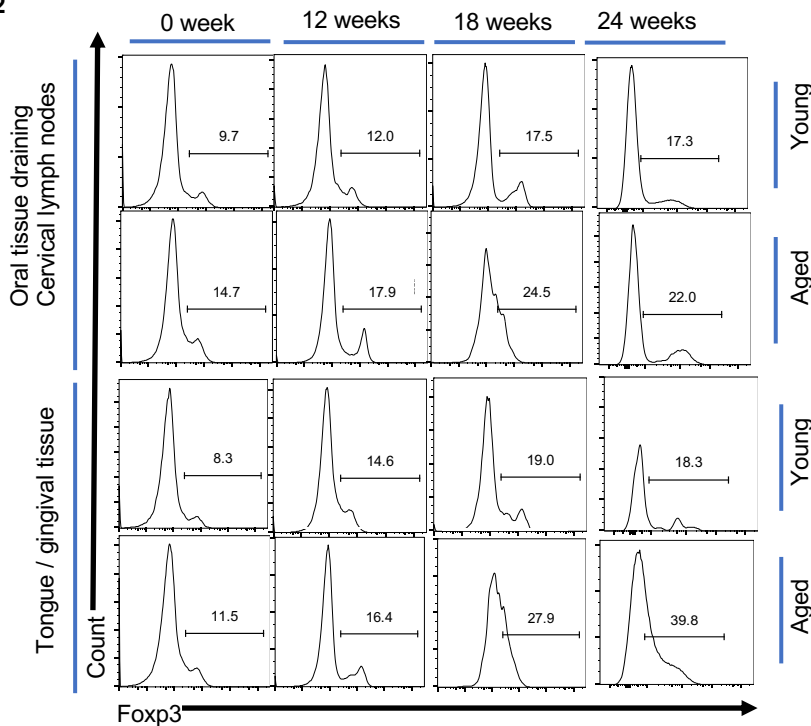 0 week 12 weeks 18 weeks 24 weeks
Oral tissue draining
Cervical lymph nodes
9.7 12.0 17.5 17.3
Young
14.7 17.9 24.5 22.0
Aged
Tongue / gingival tissue
8.3 14.6 19.0 18.3
Young
11.5 16.4 27.9 39.8
Aged
Count
Foxp3